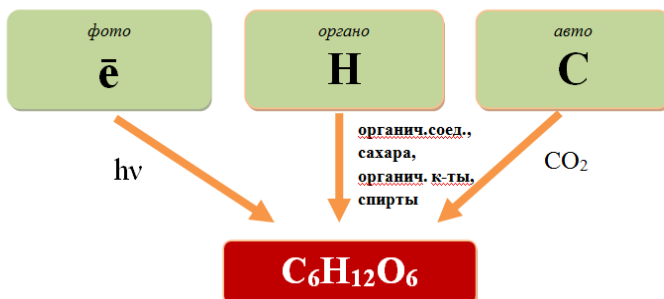 фото
ē
органо
H
авто
C
hν
органич.соед.,
сахара,
органич. к-ты,
спирты
CO₂
C₆H₁₂O₆